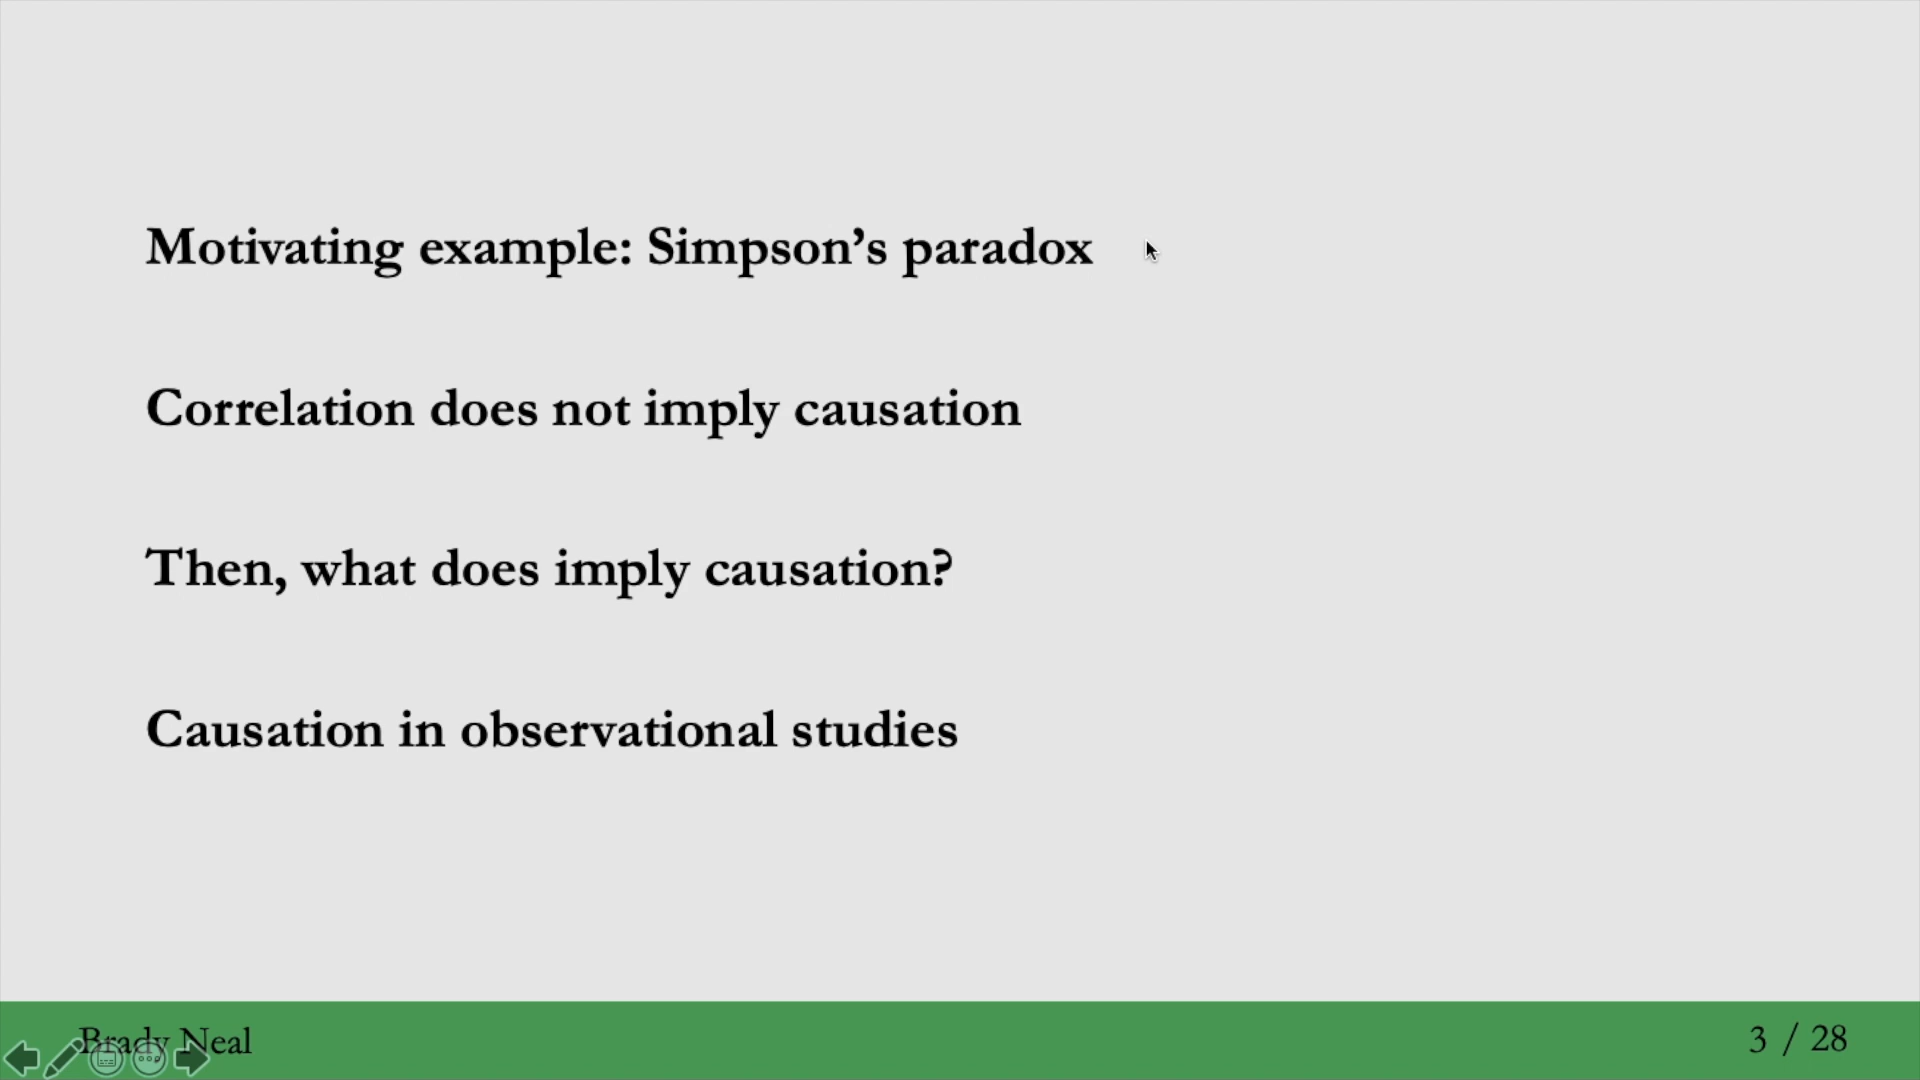 Motivating example: Simpson’s paradox
Correlation does not imply causation
Then, what does imply causation?
Causation in observational studies
Brady Neal
3 / 28